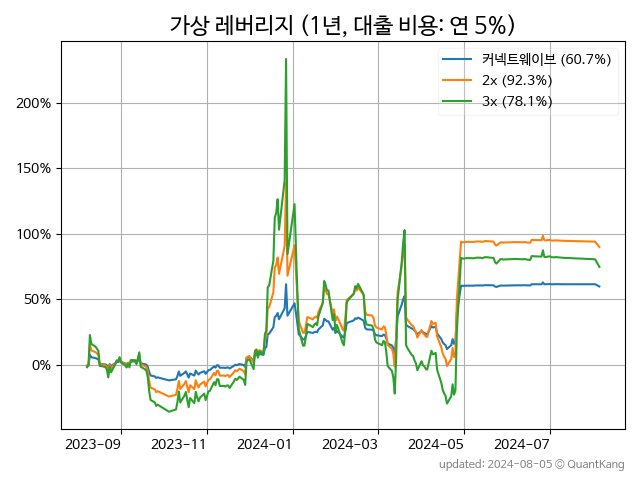 가상 레버리지 (1년, 대출 비용: 연 5%)
커넥트웨이브 (60.7%)
2x (92.3%)
3x (78.1%)
200%
150%
100%
50%
0%
2023-09
2023-11
2024-01
2024-03
2024-05
2024-07
updated: 2024-08-05 © QuantKang